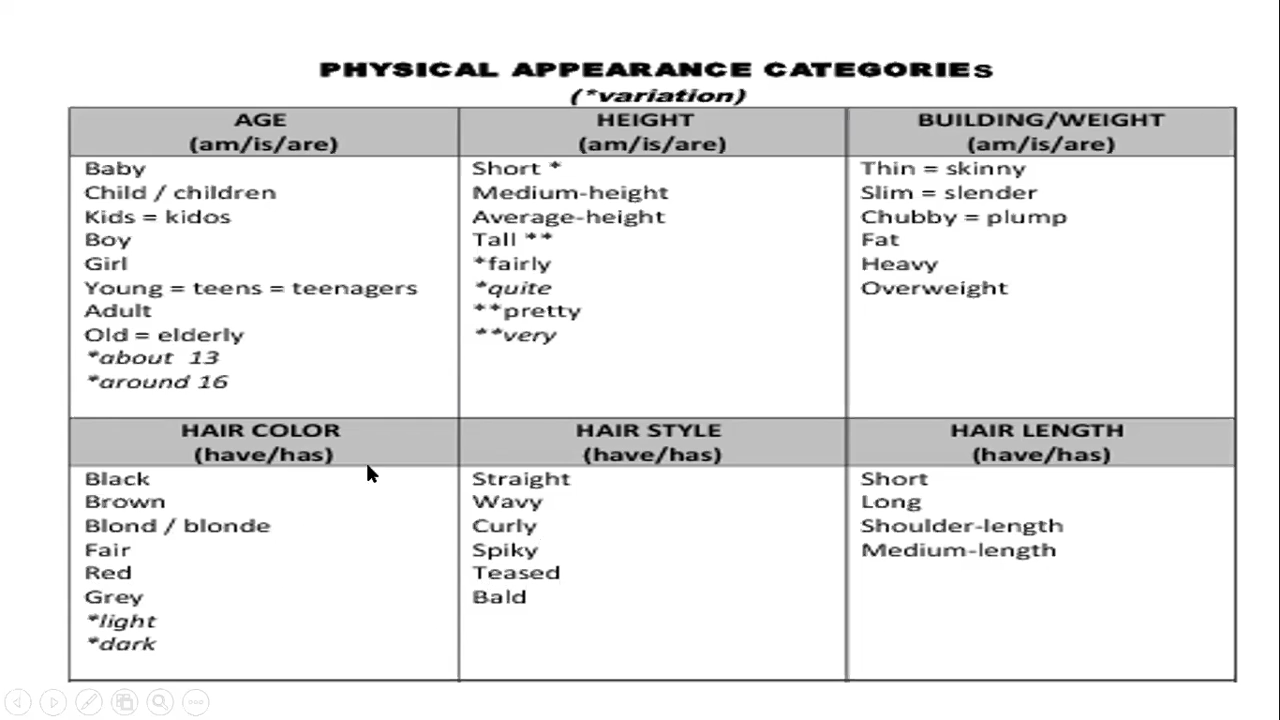 PHYSICAL APPEARANCE CATEGORIES
(*variation)
AGE
(am/is/are)
Baby
Child / children
Kids = kidos
Boy
Girl
Young = teens = teenagers
Adult
Old = elderly
*about 13
*around 16
HEIGHT
(am/is/are)
Short *
Medium-height
Average-height
Tall **
*fairly
*quite
**pretty
**very
BUILDING/WEIGHT
(am/is/are)
Thin = skinny
Slim = slender
Chubby = plump
Fat
Heavy
Overweight
HAIR COLOR
(have/has)
Black
Brown
Blond / blonde
Fair
Red
Grey
*light
*dark
HAIR STYLE
(have/has)
Straight
Wavy
Curly
Spiky
Teased
Bald
HAIR LENGTH
(have/has)
Short
Long
Shoulder-length
Medium-length